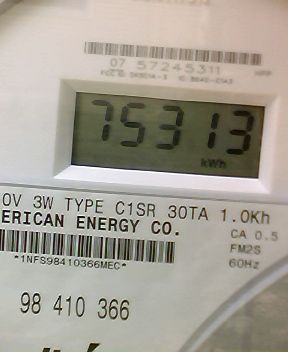 07 57245311 HPP
75313
kWh
0V 3W TYPE C1SR 30TA 1.0Kh
ERICAN ENERGY CO. CA 0.5
FM2S
*1NFS98410366MEC* 60Hz
98 410 366